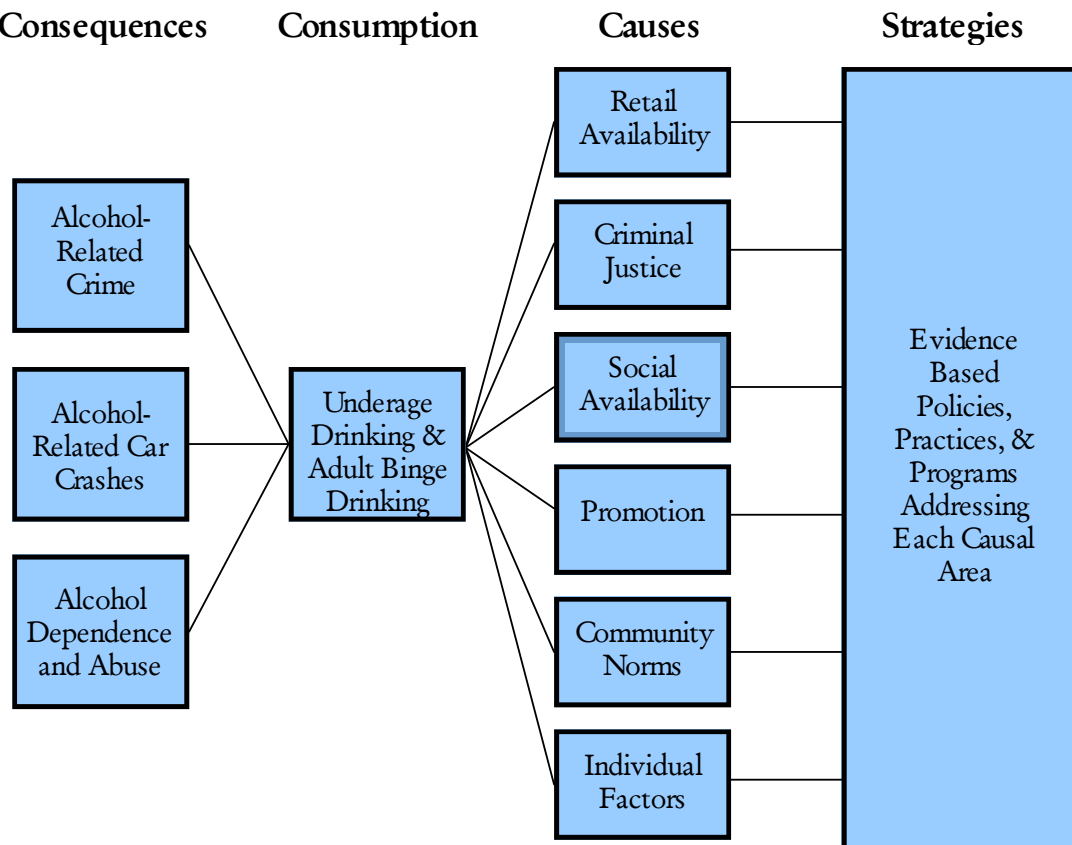 Consequences
Consumption
Causes
Strategies
Alcohol-
Related
Crime
Alcohol-
Related Car
Crashes
Alcohol
Dependence
and Abuse
Underage
Drinking &
Adult Binge
Drinking
Retail
Availability
Criminal
Justice
Social
Availability
Promotion
Community
Norms
Individual
Factors
Evidence
Based
Policies,
Practices, &
Programs
Addressing
Each Causal
Area